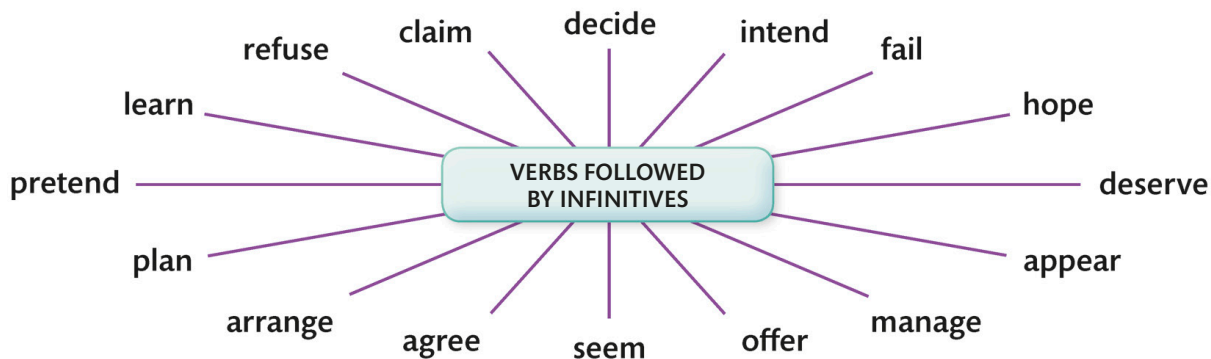 decide
claim
intend
refuse
fail
learn
hope
VERBS FOLLOWED
BY INFINITIVES
pretend
deserve
plan
appear
arrange
manage
agree
offer
seem